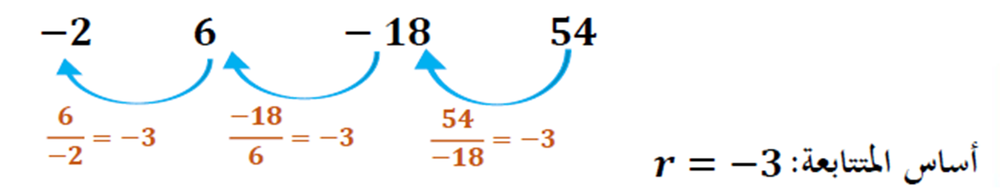 −2 6 − 18 54
6/−2 = −3 −18/6 = −3 54/−18 = −3
أساس المتتابعة: r = −3